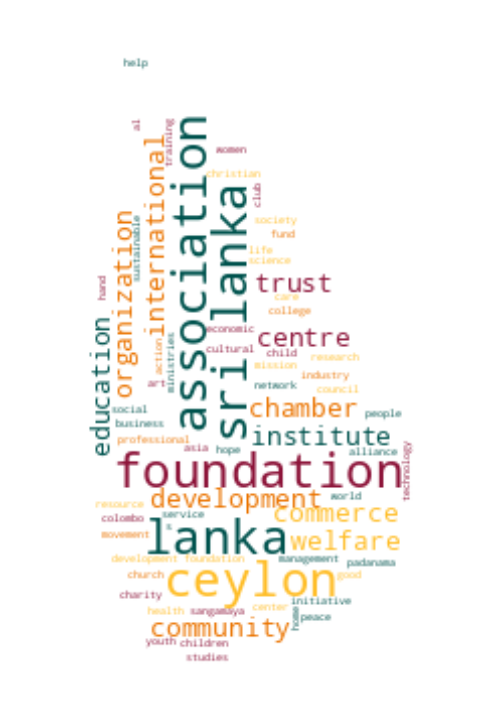 help
al
training
women
association
international
christian
sri lanka
club
organization
sustainable
society
fund
life
science
hand
trust
care
college
education
economic
centre
action
ministries
cultural
child
research
mission
industry
art
network
council
social
chamber
people
business
institute
professional
asia
hope
alliance
foundation
technology
development
world
resource
commerce
colombo
service
s
movement
lanka
welfare
development foundation
management
padanama
church
ceylon
good
charity
initiative
health
sangamaya
center
home
peace
community
youth
children
studies